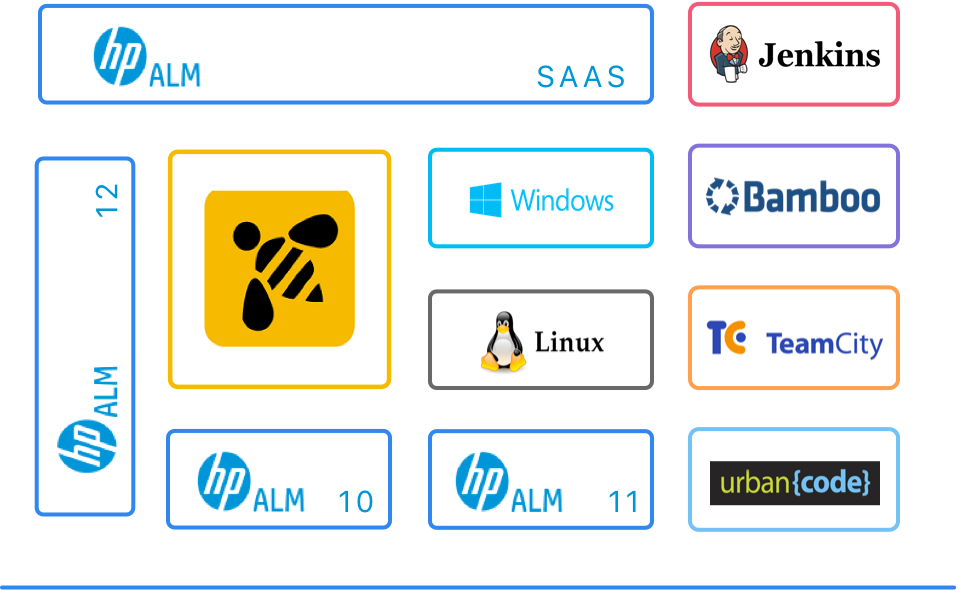 hp ALM SAAS
Jenkins
12
hp ALM
Windows
Bamboo
Linux
TC TeamCity
hp ALM 10
hp ALM 11
urban{code}